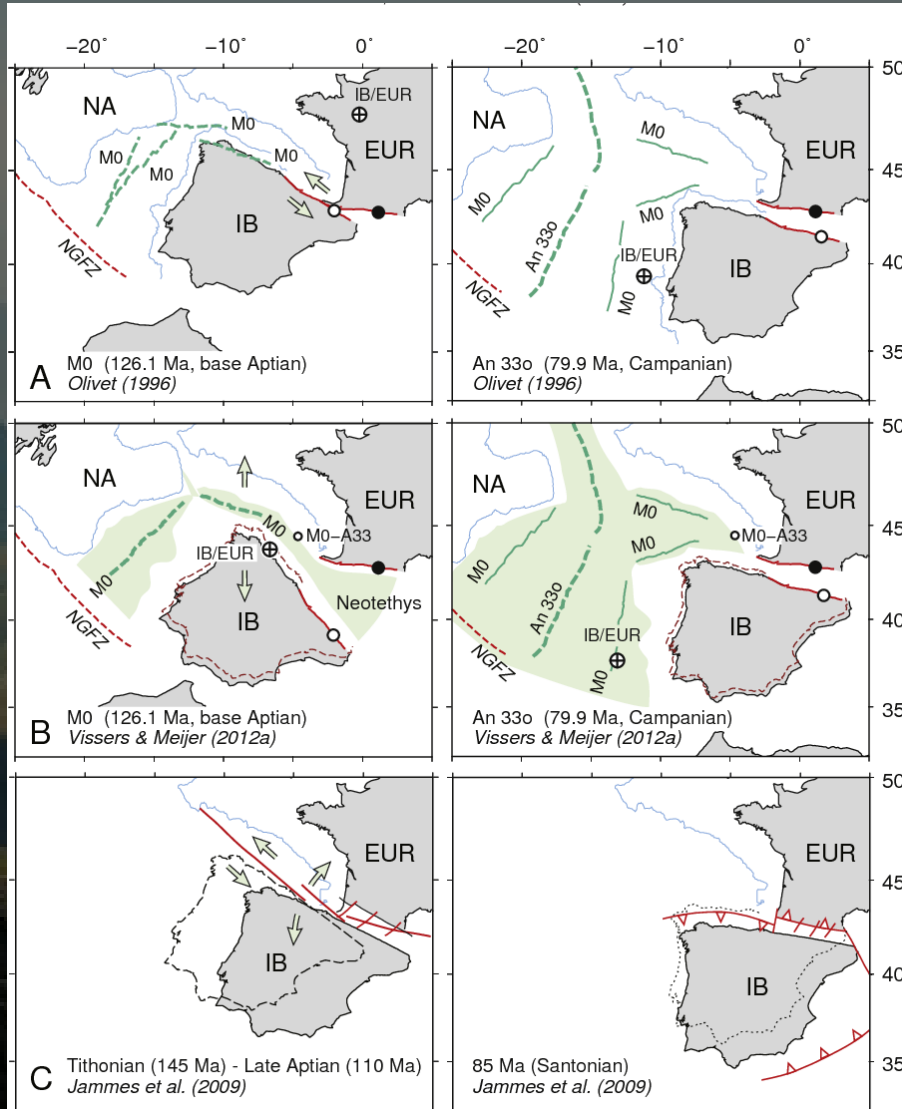 −20° −10° 0° −20° −10° 0°
NA
IB/EUR
EUR
M0
M0
M0
M0
IB
NGFZ
A
M0 (126.1 Ma, base Aptian)
Olivet (1996)
50
NA
EUR
M0
45
M0
M0
An 33o
IB/EUR
IB
M0
40
NGFZ
35
An 33o (79.9 Ma, Campanian)
Olivet (1996)
NA
EUR
M0
M0−A33
IB/EUR
M0
Neotethys
IB
NGFZ
B
M0 (126.1 Ma, base Aptian)
Vissers & Meijer (2012a)
50
NA
EUR
M0
45
M0−A33
M0
M0
An 33o
IB/EUR
IB
40
M0
NGFZ
35
An 33o (79.9 Ma, Campanian)
Vissers & Meijer (2012a)
EUR
IB
C
Tithonian (145 Ma) - Late Aptian (110 Ma)
Jammes et al. (2009)
50
EUR
45
IB
40
35
85 Ma (Santonian)
Jammes et al. (2009)